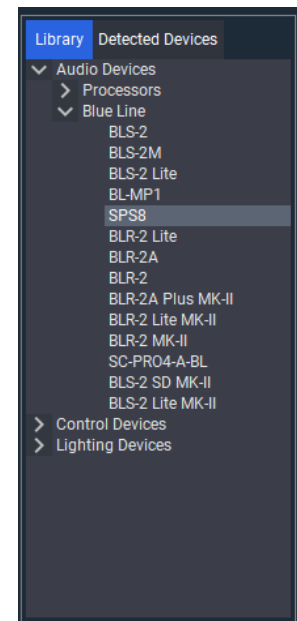 Library Detected Devices
Audio Devices
Processors
Blue Line
BLS-2
BLS-2M
BLS-2 Lite
BL-MP1
SPS8
BLR-2 Lite
BLR-2A
BLR-2
BLR-2A Plus MK-II
BLR-2 Lite MK-II
BLR-2 MK-II
SC-PRO4-A-BL
BLS-2 SD MK-II
BLS-2 Lite MK-II
Control Devices
Lighting Devices